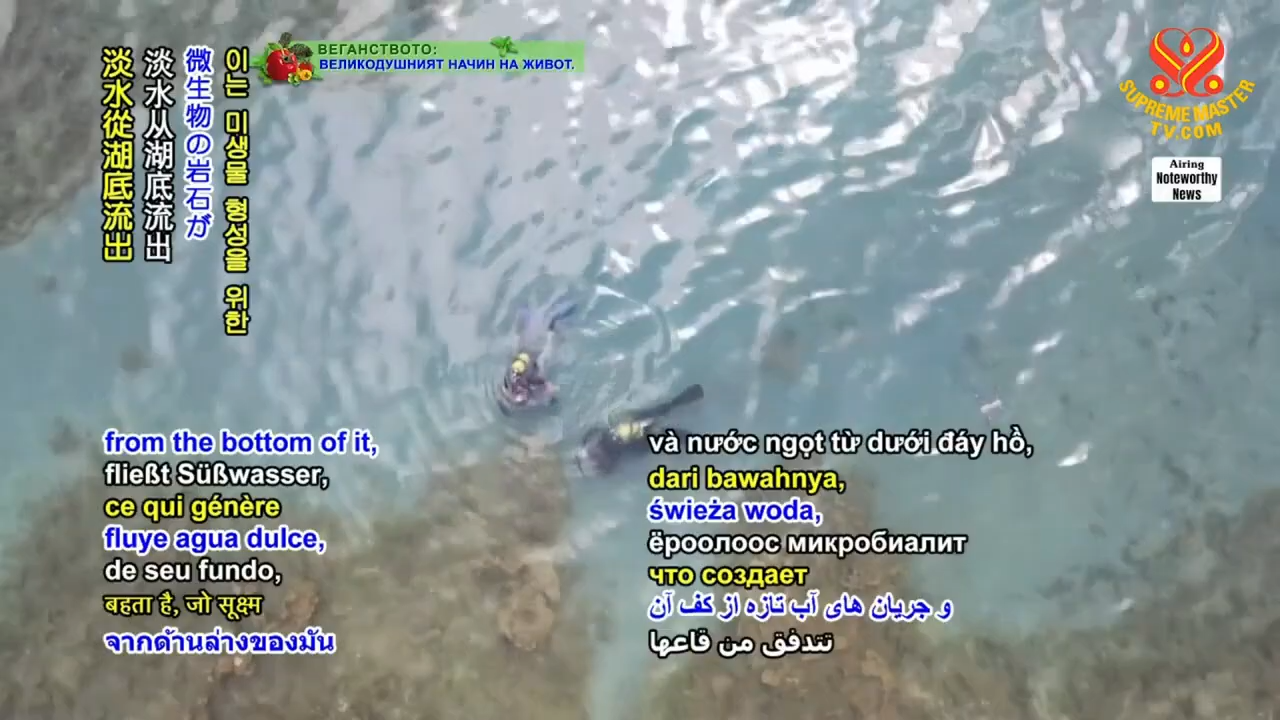 ВЕГАНСТВОТО:
ВЕЛИКОДУШНИЯТ НАЧИН НА ЖИВОТ.
SUPREME MASTER
TV.COM
Airing
Noteworthy
News
淡水從湖底流出
淡水从湖底流出
微生物の岩石が
이는 미생물 형성을 위한
from the bottom of it,
fließt Süßwasser,
ce qui génère
fluye agua dulce,
de seu fundo,
बहता है, जो सूक्ष्म
จากด้านล่างของมัน
và nước ngọt từ dưới đáy hồ,
dari bawahnya,
świeża woda,
ёроолоос микробиалит
что создает
و جریان های آب تازه از کف آن
تتدفق من قاعها